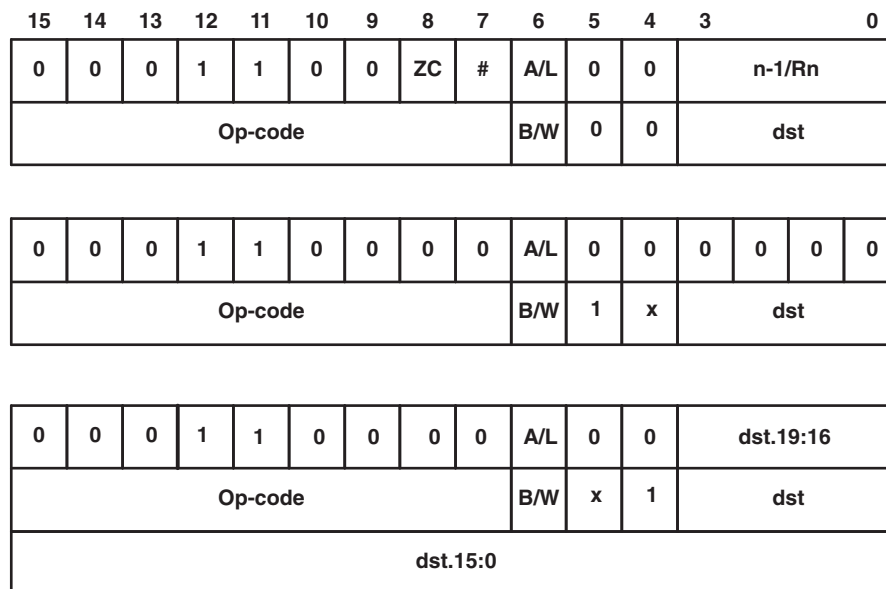 15 14 13 12 11 10 9 8 7 6 5 4 3 0
0 0 0 1 1 0 0 ZC # A/L 0 0 n-1/Rn
Op-code B/W 0 0 dst
0 0 0 1 1 0 0 0 0 A/L 0 0 0 0 0 0
Op-code B/W 1 x dst
0 0 0 1 1 0 0 0 0 A/L 0 0 dst.19:16
Op-code B/W x 1 dst
dst.15:0